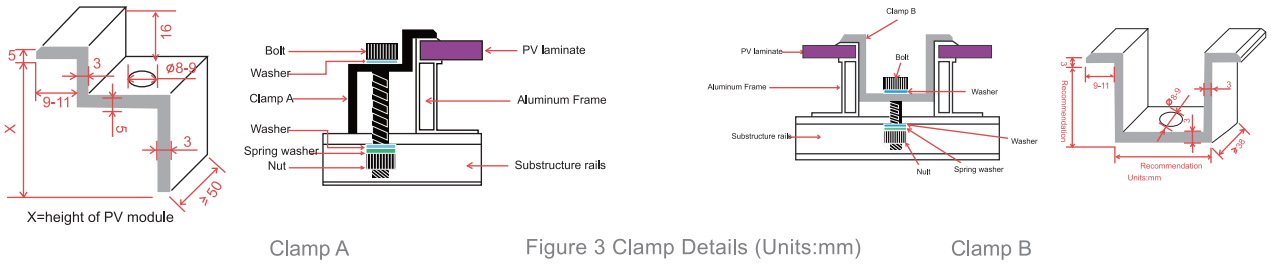 16
5
3
ø8-9
9-11
5
X
3
≥50
X=height of PV module
Bolt
Washer
Clamp A
Washer
Spring washer
Nut
PV laminate
Aluminum Frame
Substructure rails
Clamp B
PV laminate
Bolt
Aluminum Frame
Washer
Substructure rails
Washer
Spring washer
Nult
3
9-11
Recommendation
ø8-9
3
3
≥38
Recommendation
Units:mm
Clamp A
Figure 3 Clamp Details (Units:mm)
Clamp B